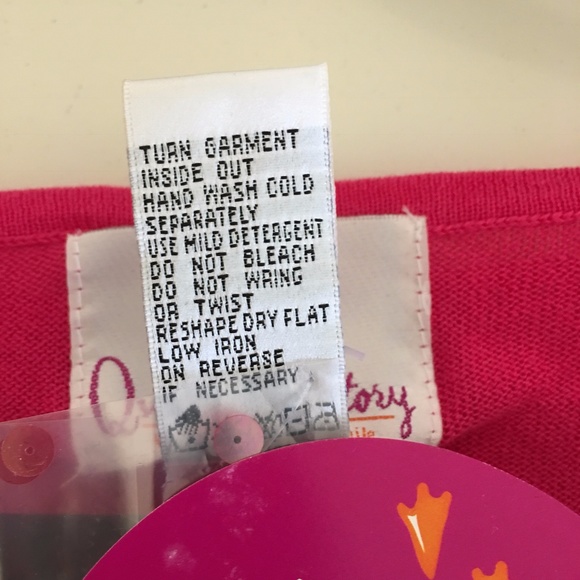 TURN GARMENT
INSIDE OUT
HAND WASH COLD
SEPARATELY
USE MILD DETERGENT
DO NOT BLEACH
DO NOT WRING
OR TWIST
RESHAPE DRY FLAT
LOW IRON
ON REVERSE
IF NECESSARY